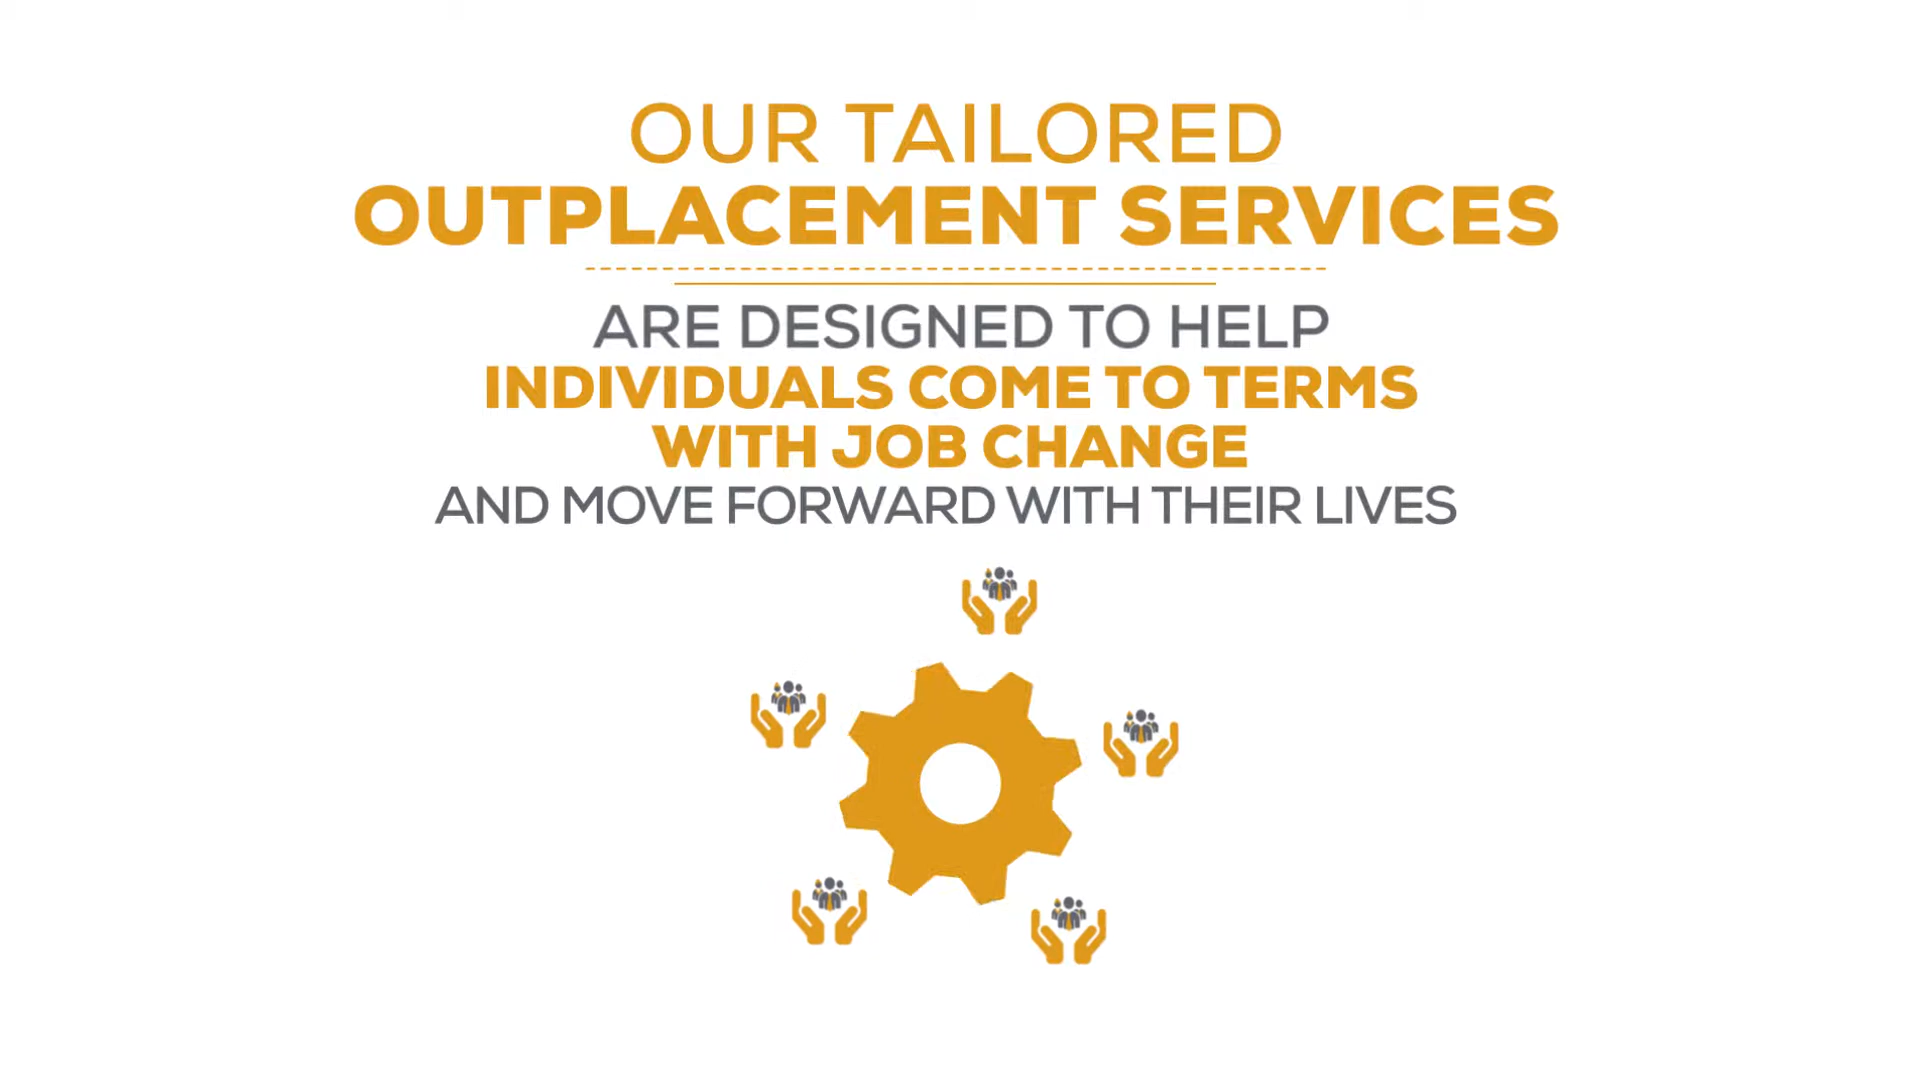 OUR TAILORED
OUTPLACEMENT SERVICES
ARE DESIGNED TO HELP
INDIVIDUALS COME TO TERMS
WITH JOB CHANGE
AND MOVE FORWARD WITH THEIR LIVES